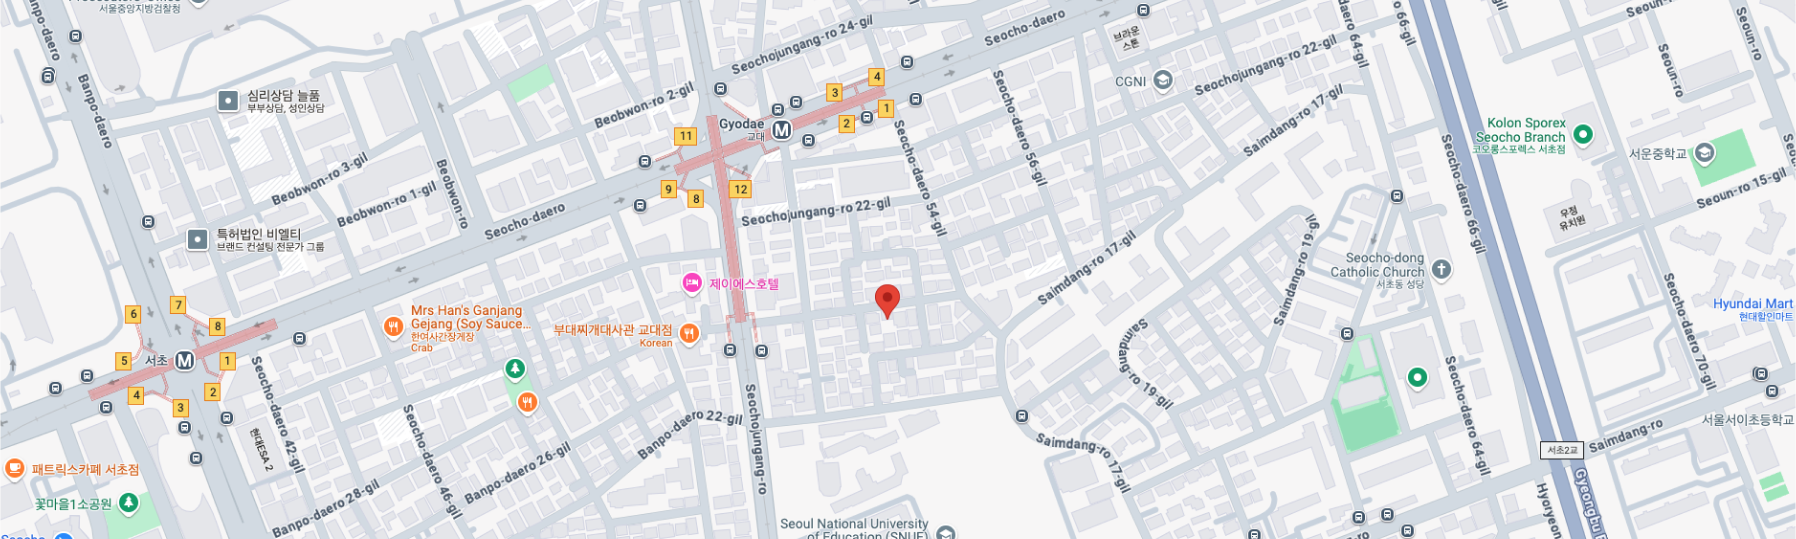 서울중앙지방검찰청
Banpo-daero
Seochojungang-ro 24-gil
Seocho-daero
브라운
스톤
Seocho-daero 64-gil
66-gil
Seoun-ro
Seoun-ro
CGNI
Seochojungang-ro 22-gil
심리상담 늘품
부부상담, 성인상담
Beobwon-ro 2-gil
Gyodae
교대
3
4
2
1
11
9
8
12
Kolon Sporex
Seocho Branch
코오롱스포렉스 서초점
서운중학교
Saimdang-ro 17-gil
Seocho-daero 56-gil
Seocho-daero 54-gil
Beobwon-ro 3-gil
Beobwon-ro 1-gil
Beobwon-ro
Seochojungang-ro 22-gil
Seocho-daero
Seocho-daero 66-gil
Seoun-ro 15-gil
우정
유치원
특허법인 비엘티
브랜드 컨설팅 전문가 그룹
Saimdang-ro 17-gil
Saimdang-ro 19-gil
Seocho-dong
Catholic Church
서초동 성당
제이에스호텔
Mrs Han's Ganjang
Gejang (Soy Sauce...
한여사간장게장
Crab
부대찌개대사관 교대점
Korean
Hyundai Mart
현대할인마트
6
7
8
서초
5
1
4
3
2
Saimdang-ro 19-gil
Seocho-daero 70-gil
Seocho-daero 64-gil
Seocho-daero 42-gil
현대ESA 2
Seocho-daero 46-gil
Banpo-daero 22-gil
Seochojungang-ro
Banpo-daero 26-gil
Banpo-daero 28-gil
Saimdang-ro 17-gil
서울서이초등학교
Saimdang-ro
서초2교
패트릭스카페 서초점
꽃마을1소공원
Seoul National University
of Education (SNUE)
Saimdang-ro